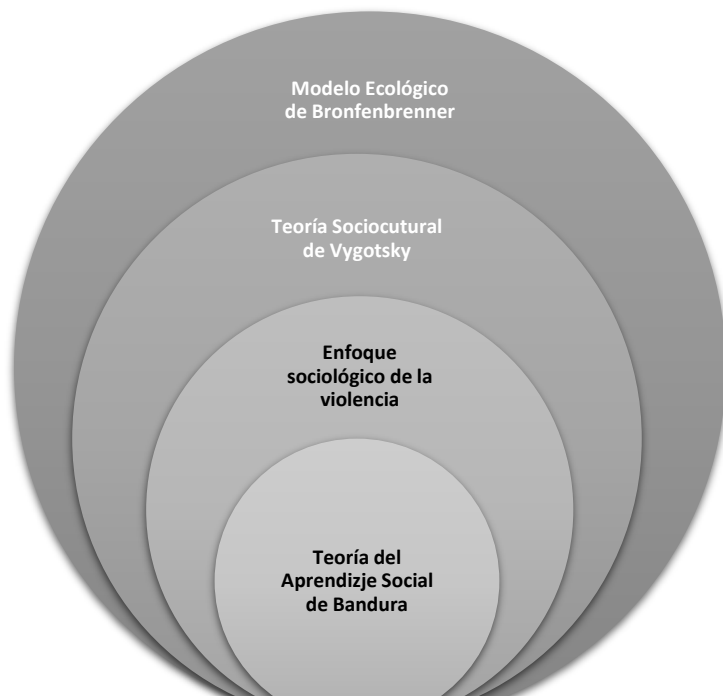 Modelo Ecológico
de Bronfenbrenner
Teoría Sociocutural
de Vygotsky
Enfoque
sociológico de la
violencia
Teoría del
Aprendizje Social
de Bandura